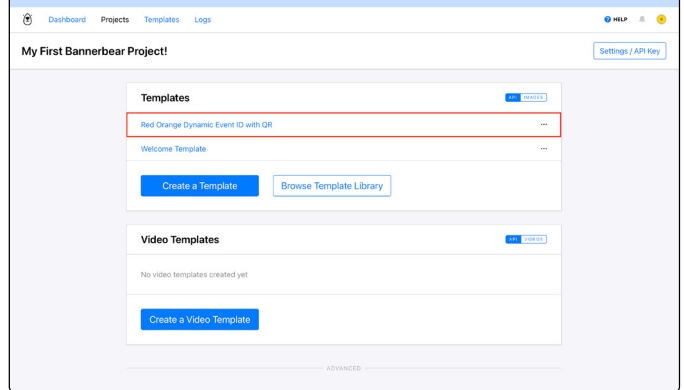 Dashboard Projects Templates Logs HELP
My First Bannerbear Project! Settings / API Key
Templates API IMAGES
Red Orange Dynamic Event ID with QR ...
Welcome Template ...
Create a Template Browse Template Library
Video Templates API VIDEOS
No video templates created yet
Create a Video Template
ADVANCED